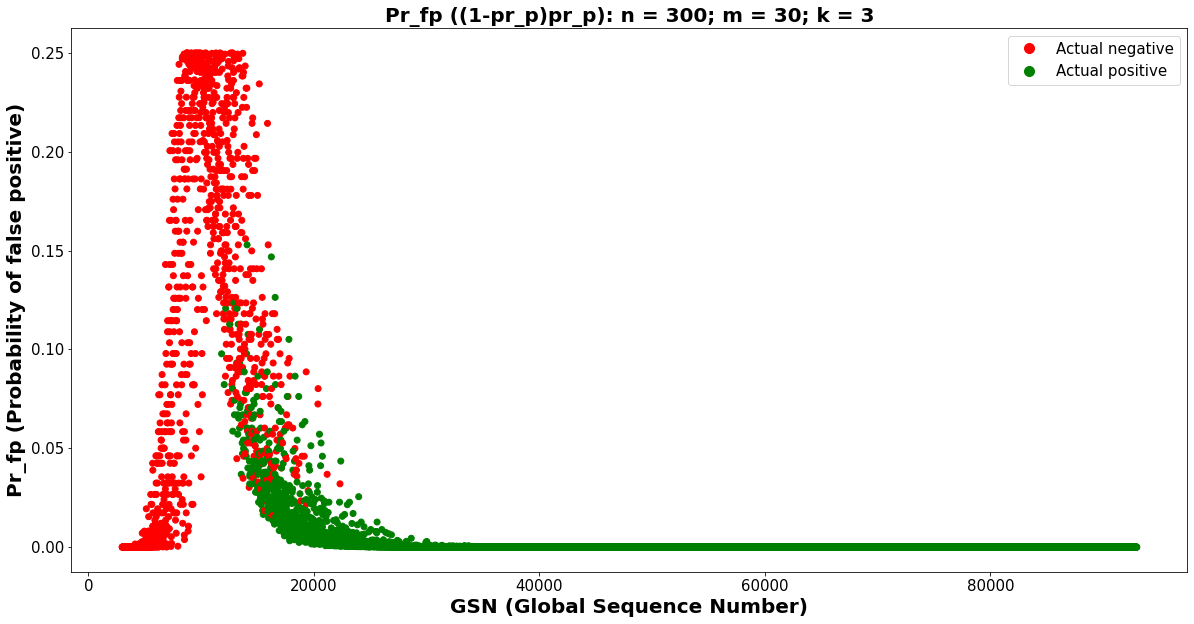 Pr_fp ((1-pr_p)pr_p): n = 300; m = 30; k = 3
Actual negative
Actual positive
Pr_fp (Probability of false positive)
0.25
0.20
0.15
0.10
0.05
0.00
0 20000 40000 60000 80000
GSN (Global Sequence Number)